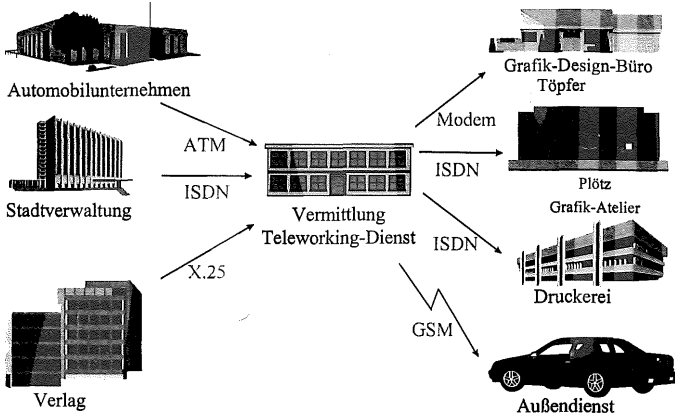 Automobilunternehmen
ATM
Stadtverwaltung
ISDN
Verlag
X.25
Vermittlung
Teleworking-Dienst
Modem
Grafik-Design-Büro
Töpfer
ISDN
Plötz
Grafik-Atelier
ISDN
Druckerei
GSM
Außendienst